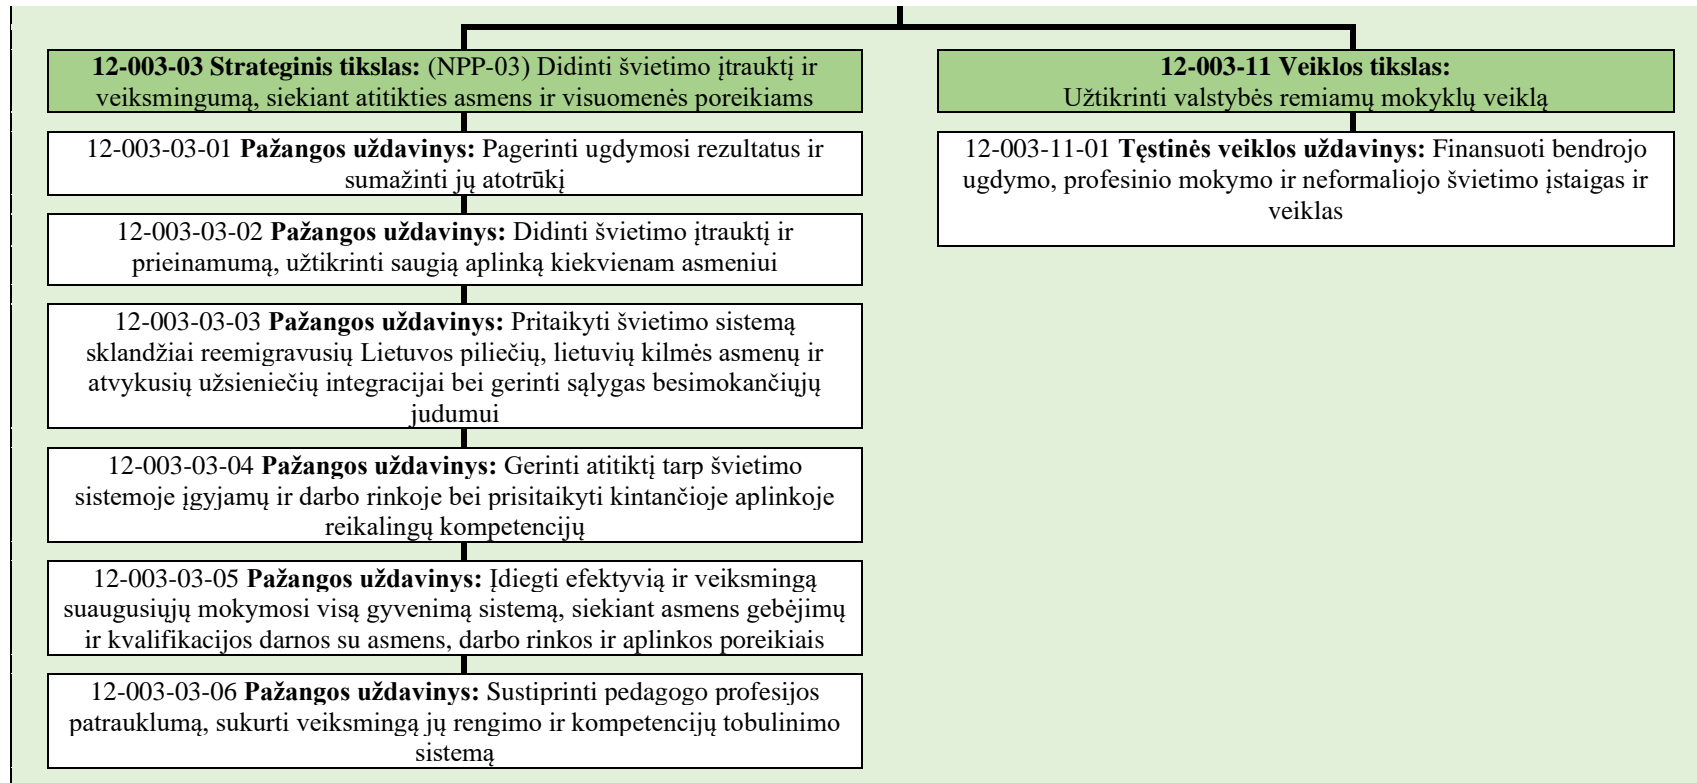 12-003-03 Strateginis tikslas: (NPP-03) Didinti švietimo įtrauktį ir
veiksmingumą, siekiant atitikties asmens ir visuomenės poreikiams
12-003-03-01 Pažangos uždavinys: Pagerinti ugdymosi rezultatus ir
sumažinti jų atotrūkį
12-003-03-02 Pažangos uždavinys: Didinti švietimo įtrauktį ir
prieinamumą, užtikrinti saugią aplinką kiekvienam asmeniui
12-003-03-03 Pažangos uždavinys: Pritaikyti švietimo sistemą
sklandžiai reemigravusių Lietuvos piliečių, lietuvių kilmės asmenų ir
atvykusių užsieniečių integracijai bei gerinti sąlygas besimokančiųjų
judumui
12-003-03-04 Pažangos uždavinys: Gerinti atitiktį tarp švietimo
sistemoje įgyjamų ir darbo rinkoje bei prisitaikyti kintančioje aplinkoje
reikalingų kompetencijų
12-003-03-05 Pažangos uždavinys: Įdiegti efektyvią ir veiksmingą
suaugusiųjų mokymosi visą gyvenimą sistemą, siekiant asmens gebėjimų
ir kvalifikacijos darnos su asmens, darbo rinkos ir aplinkos poreikiais
12-003-03-06 Pažangos uždavinys: Sustiprinti pedagogo profesijos
patrauklumą, sukurti veiksmingą jų rengimo ir kompetencijų tobulinimo
sistemą
12-003-11 Veiklos tikslas:
Užtikrinti valstybės remiamų mokyklų veiklą
12-003-11-01 Tęstinės veiklos uždavinys: Finansuoti bendrojo
ugdymo, profesinio mokymo ir neformaliojo švietimo įstaigas ir
veiklas